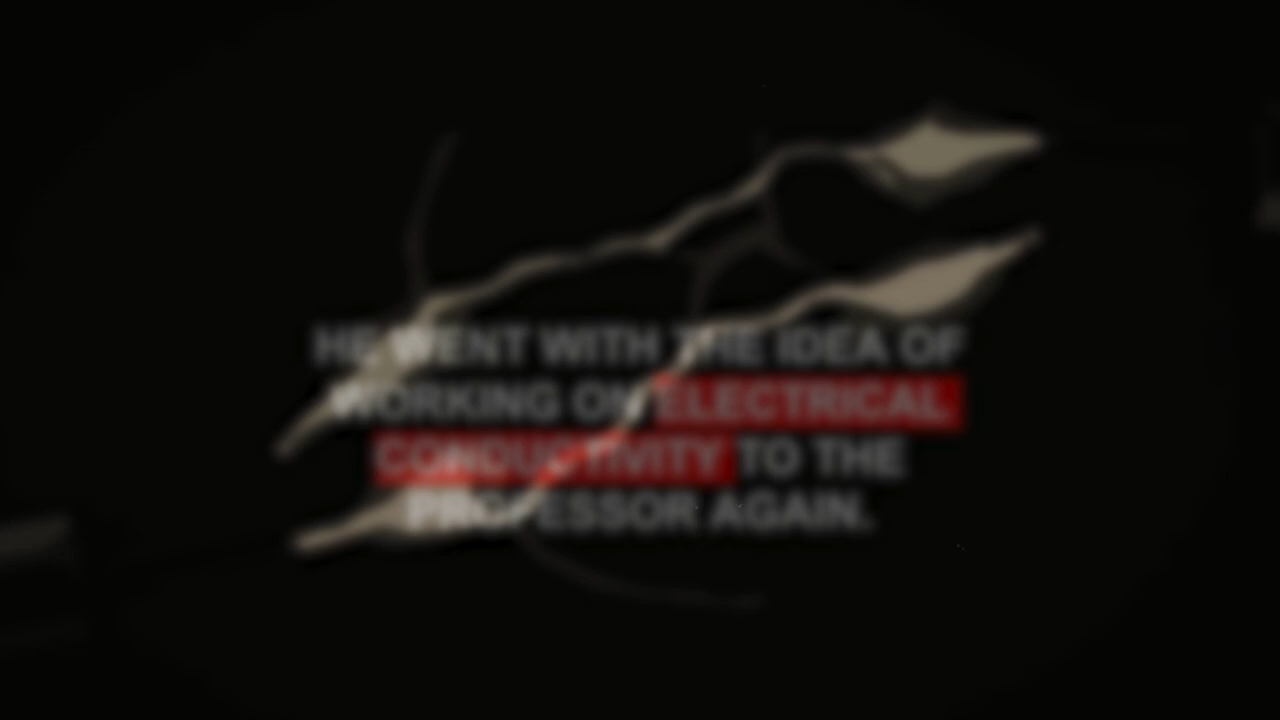 HE WENT WITH THE IDEA OF
WORKING ON ELECTRICAL
CONDUCTIVITY TO THE
PROFESSOR AGAIN.